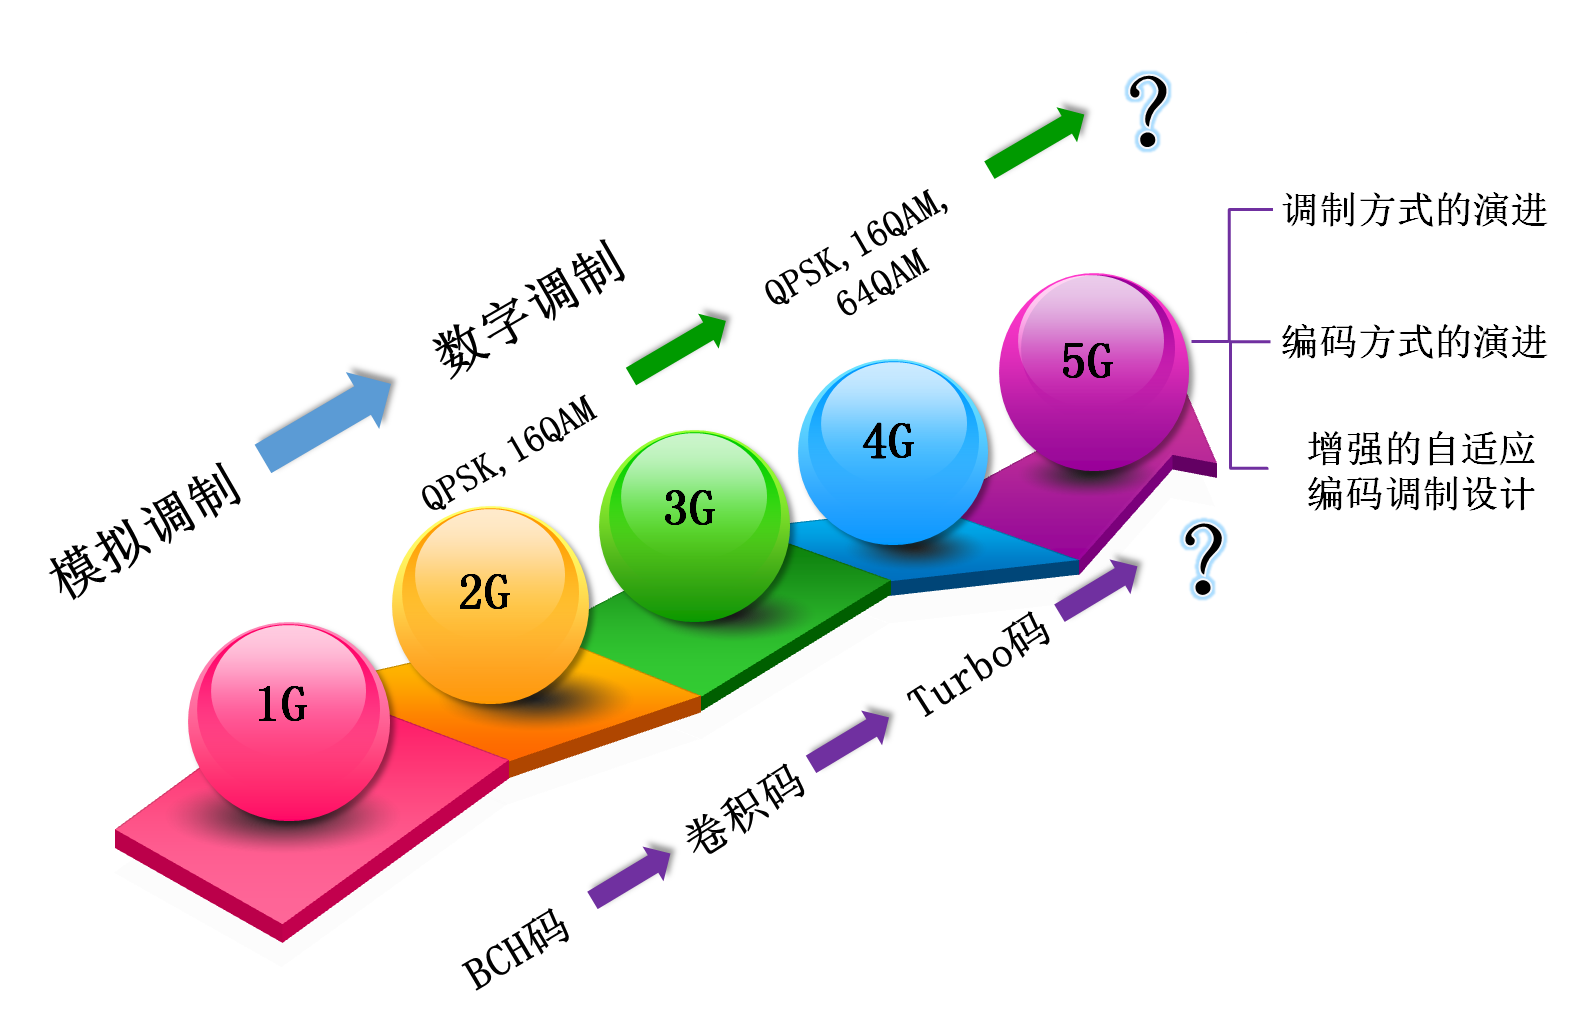 ?
调制方式的演进
QPSK,16QAM,
64QAM
数字调制
5G
编码方式的演进
QPSK,16QAM
4G
增强的自适应
编码调制设计
模拟调制
3G
2G
?
1G
Turbo码
卷积码
BCH码